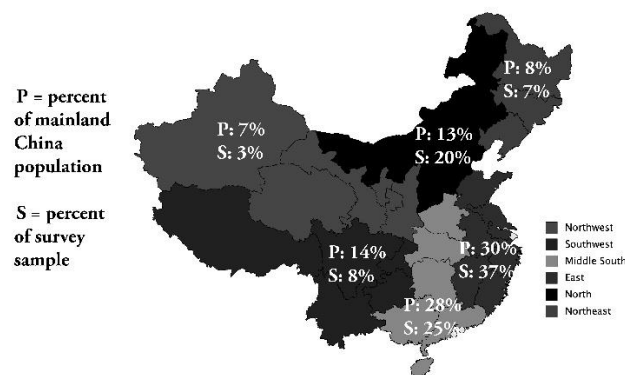 P = percent
of mainland
China
population
S = percent
of survey
sample
P: 8%
S: 7%
P: 7%
S: 3%
P: 13%
S: 20%
P: 14%
S: 8%
P: 30%
S: 37%
P: 28%
S: 25%
Northwest
Southwest
Middle South
East
North
Northeast